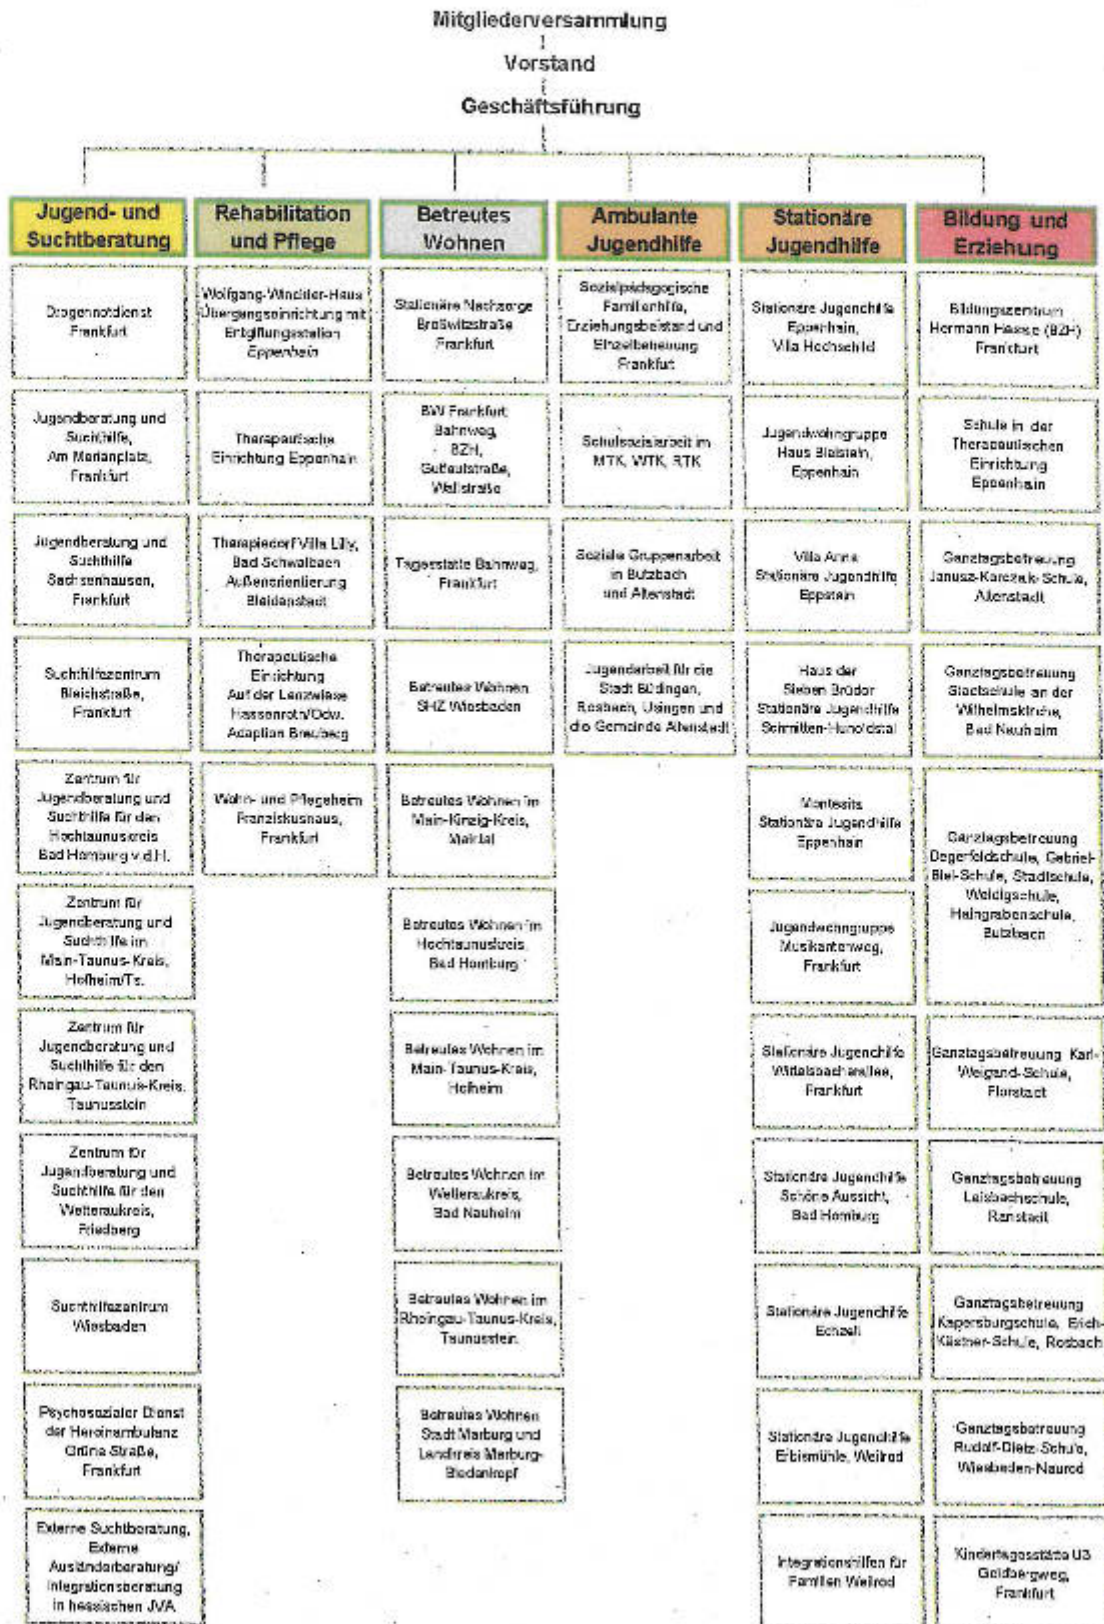 Mitgliederversammlung
Vorstand
Geschäftsführung
Jugend- und
Suchtberatung
Drogennotdienst
Frankfurt
Jugendberatung und
Suchthilfe,
Am Merianplatz,
Frankfurt
Jugendberatung und
Suchthilfe
Sachsenhausen,
Frankfurt
Suchthilfezentrum
Bleichstraße,
Frankfurt
Zentrum für
Jugendberatung und
Suchthilfe für den
Hochtaunuskreis
Bad Homburg v.d.H.
Zentrum für
Jugendberatung und
Suchthilfe im
Main-Taunus-Kreis,
Hofheim/Ts.
Zentrum für
Jugendberatung und
Suchthilfe für den
Rheingau-Taunus-Kreis,
Taunusstein
Zentrum für
Jugendberatung und
Suchthilfe für den
Wetteraukreis,
Friedberg
Suchthilfezentrum
Wiesbaden
Psychosozialer Dienst
der Heroinambulanz
Grüne Straße,
Frankfurt
Externe Suchtberatung,
Externe
Ausländerberatung/
Integrationsberatung
in hessischen JVA
Rehabilitation
und Pflege
Wolfgang-Winckler-Haus
Übergangseinrichtung mit
Entgiftungsstation
Eppenhain
Therapeutische
Einrichtung Eppenhain
Therapiedorf Villa Lilly,
Bad Schwalbach
Außenorientierung
Bleidenstadt
Therapeutische
Einrichtung
Auf der Lenzwiese
Hassenroth/Odw.
Adaption Breuberg
Wohn- und Pflegeheim
Franziskushaus,
Frankfurt
Betreutes
Wohnen
Stationäre Nachsorge
Broßwitzstraße
Frankfurt
BW Frankfurt
Bahnweg,
BZH,
Gutleutstraße,
Wallstraße
Tagesstätte Bahnweg,
Frankfurt
Betreutes Wohnen
SHZ Wiesbaden
Betreutes Wohnen im
Main-Kinzig-Kreis,
Maintal
Betreutes Wohnen im
Hochtaunuskreis,
Bad Homburg
Betreutes Wohnen im
Main-Taunus-Kreis,
Hofheim
Betreutes Wohnen im
Wetteraukreis,
Bad Nauheim
Betreutes Wohnen im
Rheingau-Taunus-Kreis,
Taunusstein
Betreutes Wohnen
Stadt Marburg und
Landkreis Marburg-
Biedenkopf
Ambulante
Jugendhilfe
Sozialpädagogische
Familienhilfe,
Erziehungsbeistand und
Einzelbetreuung
Frankfurt
Schulsozialarbeit im
MTK, WTK, RTK
Soziale Gruppenarbeit
in Butzbach
und Altenstadt
Jugendarbeit für die
Stadt Büdingen,
Rosbach, Usingen und
die Gemeinde Altenstadt
Stationäre
Jugendhilfe
Stationäre Jugendhilfe
Eppenhain,
Villa Hochschild
Jugendwohngruppe
Haus Bleistein,
Eppenhain
Villa Anna
Stationäre Jugendhilfe
Eppstein
Haus der
Sieben Brüder
Stationäre Jugendhilfe
Schmitten-Hunoldstal
Montesita
Stationäre Jugendhilfe
Eppenhain
Jugendwohngruppe
Musikantenweg,
Frankfurt
Stationäre Jugendhilfe
Wittelsbacherallee,
Frankfurt
Stationäre Jugendhilfe
Schöne Aussicht,
Bad Homburg
Stationäre Jugendhilfe
Echzell
Stationäre Jugendhilfe
Erbismühle, Weilrod
Integrationshilfen für
Familien Weilrod
Bildung und
Erziehung
Bildungszentrum
Hermann Hesse (BZH)
Frankfurt
Schule in der
Therapeutischen
Einrichtung
Eppenhain
Ganztagsbetreuung
Janusz-Korczak-Schule,
Altenstadt
Ganztagsbetreuung
Stadtschule an der
Wilhelmskirche,
Bad Nauheim
Ganztagsbetreuung
Degerfeldschule, Gabriel-
Biel-Schule, Stadtschule,
Weidigschule,
Haingrabenschule,
Butzbach
Ganztagsbetreuung Karl-
Weigand-Schule,
Florstadt
Ganztagsbetreuung
Laisbachschule,
Ranstadt
Ganztagsbetreuung
Kapersburgschule, Erich-
Kästner-Schule, Rosbach
Ganztagsbetreuung
Rudolf-Dietz-Schule,
Wiesbaden-Naurod
Kindertagesstätte U3
Goldbergweg,
Frankfurt